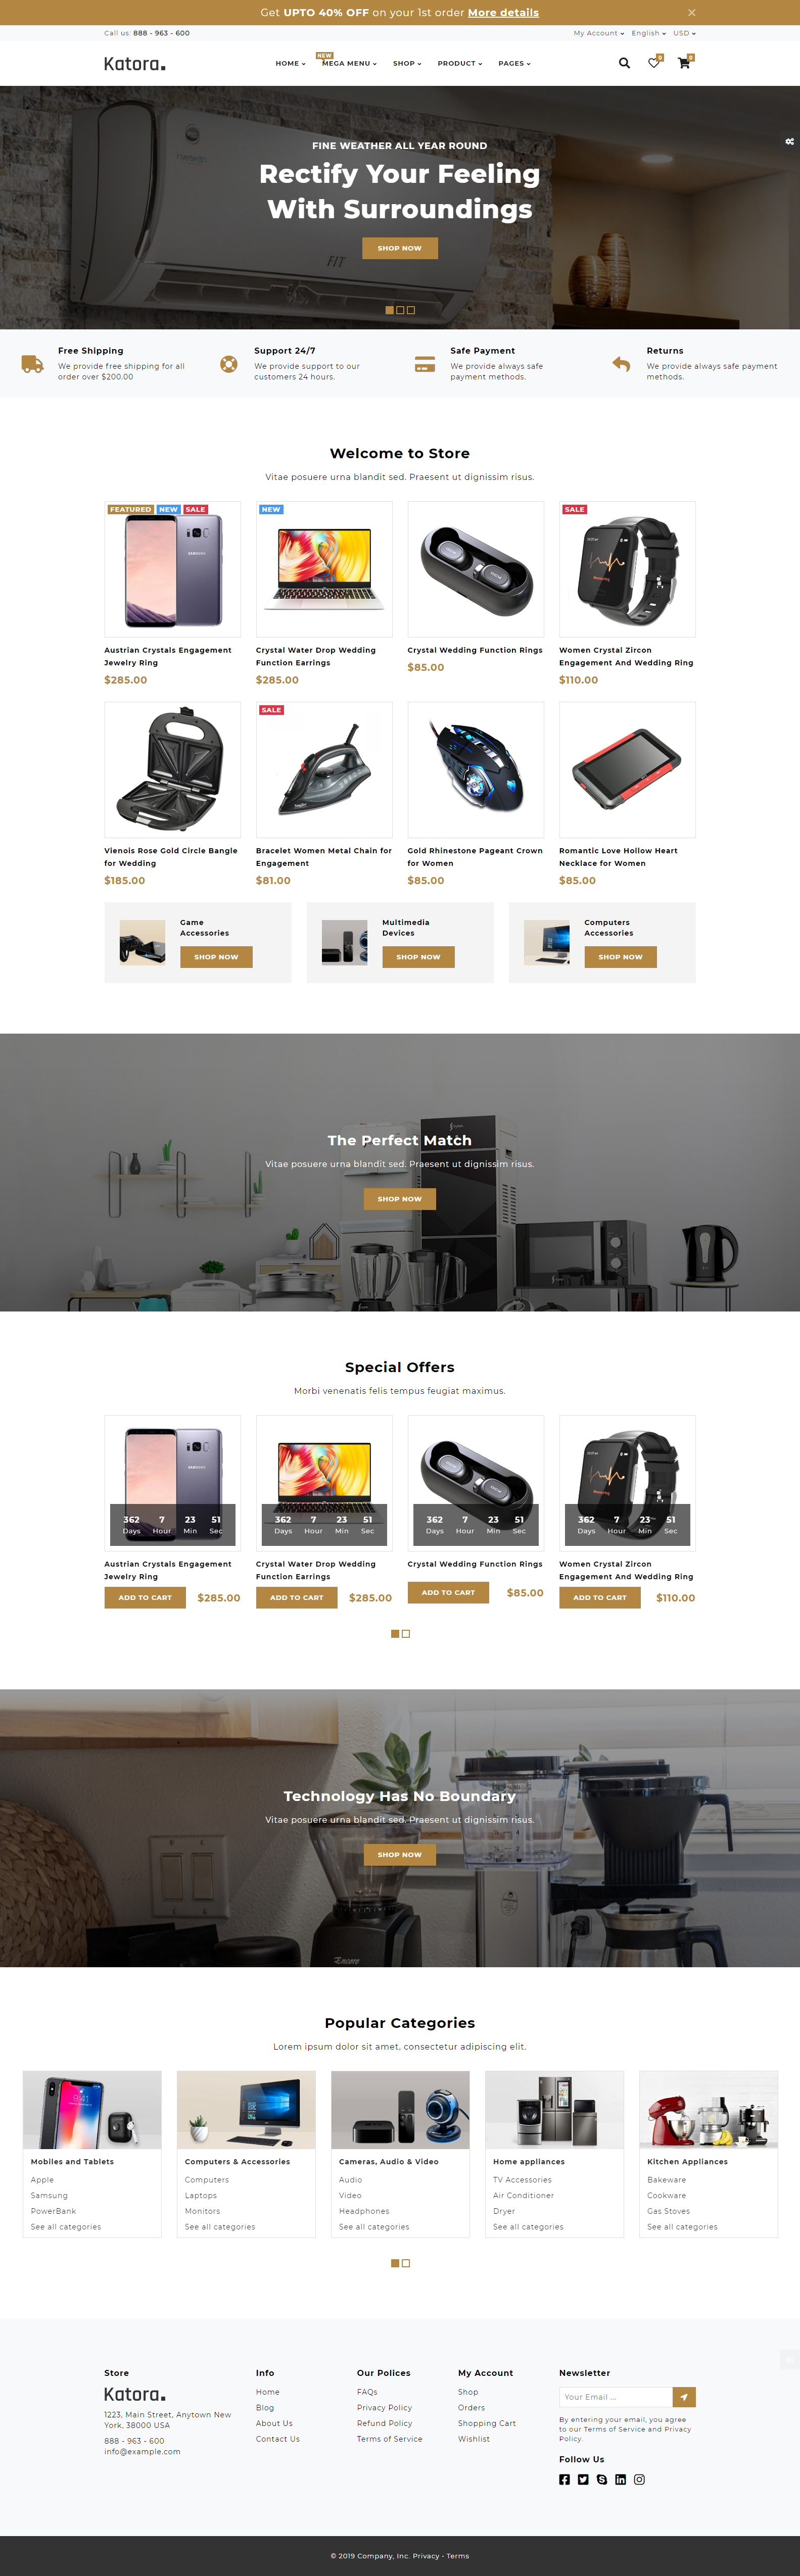 Get UPTO 40% OFF on your 1st order More details ×
Call us: 888 - 963 - 600
My Account English USD
Katora.
HOME MEGA MENU SHOP PRODUCT PAGES
NEW
0 0
FINE WEATHER ALL YEAR ROUND
Rectify Your Feeling
With Surroundings
SHOP NOW
FIT
Free Shipping
We provide free shipping for all
order over $200.00
Support 24/7
We provide support to our
customers 24 hours.
Safe Payment
We provide always safe
payment methods.
Returns
We provide always safe payment
methods.
Welcome to Store
Vitae posuere urna blandit sed. Praesent ut dignissim risus.
FEATURED NEW SALE
SAMSUNG
Austrian Crystals Engagement
Jewelry Ring
$285.00
NEW
Crystal Water Drop Wedding
Function Earrings
$285.00
Crystal Wedding Function Rings
$85.00
SALE
Women Crystal Zircon
Engagement And Wedding Ring
$110.00
Vienois Rose Gold Circle Bangle
for Wedding
$185.00
SALE
Bracelet Women Metal Chain for
Engagement
$81.00
Gold Rhinestone Pageant Crown
for Women
$85.00
Romantic Love Hollow Heart
Necklace for Women
$85.00
Game
Accessories
SHOP NOW
Multimedia
Devices
SHOP NOW
Computers
Accessories
SHOP NOW
The Perfect Match
Vitae posuere urna blandit sed. Praesent ut dignissim risus.
SHOP NOW
Special Offers
Morbi venenatis felis tempus feugiat maximus.
SAMSUNG
362 7 23 51
Days Hour Min Sec
Austrian Crystals Engagement
Jewelry Ring
ADD TO CART $285.00
362 7 23 51
Days Hour Min Sec
Crystal Water Drop Wedding
Function Earrings
ADD TO CART $285.00
362 7 23 51
Days Hour Min Sec
Crystal Wedding Function Rings
ADD TO CART $85.00
362 7 23 51
Days Hour Min Sec
Women Crystal Zircon
Engagement And Wedding Ring
ADD TO CART $110.00
Technology Has No Boundary
Vitae posuere urna blandit sed. Praesent ut dignissim risus.
SHOP NOW
Encore
Popular Categories
Lorem ipsum dolor sit amet, consectetur adipiscing elit.
9:41
Mobiles and Tablets
Apple
Samsung
PowerBank
See all categories
Computers & Accessories
Computers
Laptops
Monitors
See all categories
Cameras, Audio & Video
Audio
Video
Headphones
See all categories
Home appliances
TV Accessories
Air Conditioner
Dryer
See all categories
Kitchen Appliances
Bakeware
Cookware
Gas Stoves
See all categories
Store
Katora.
1223, Main Street, Anytown New
York, 38000 USA
888 - 963 - 600
info@example.com
Info
Home
Blog
About Us
Contact Us
Our Polices
FAQs
Privacy Policy
Refund Policy
Terms of Service
My Account
Shop
Orders
Shopping Cart
Wishlist
Newsletter
Your Email ...
By entering your email, you agree
to our Terms of Service and Privacy
Policy.
Follow Us
© 2019 Company, Inc. Privacy · Terms